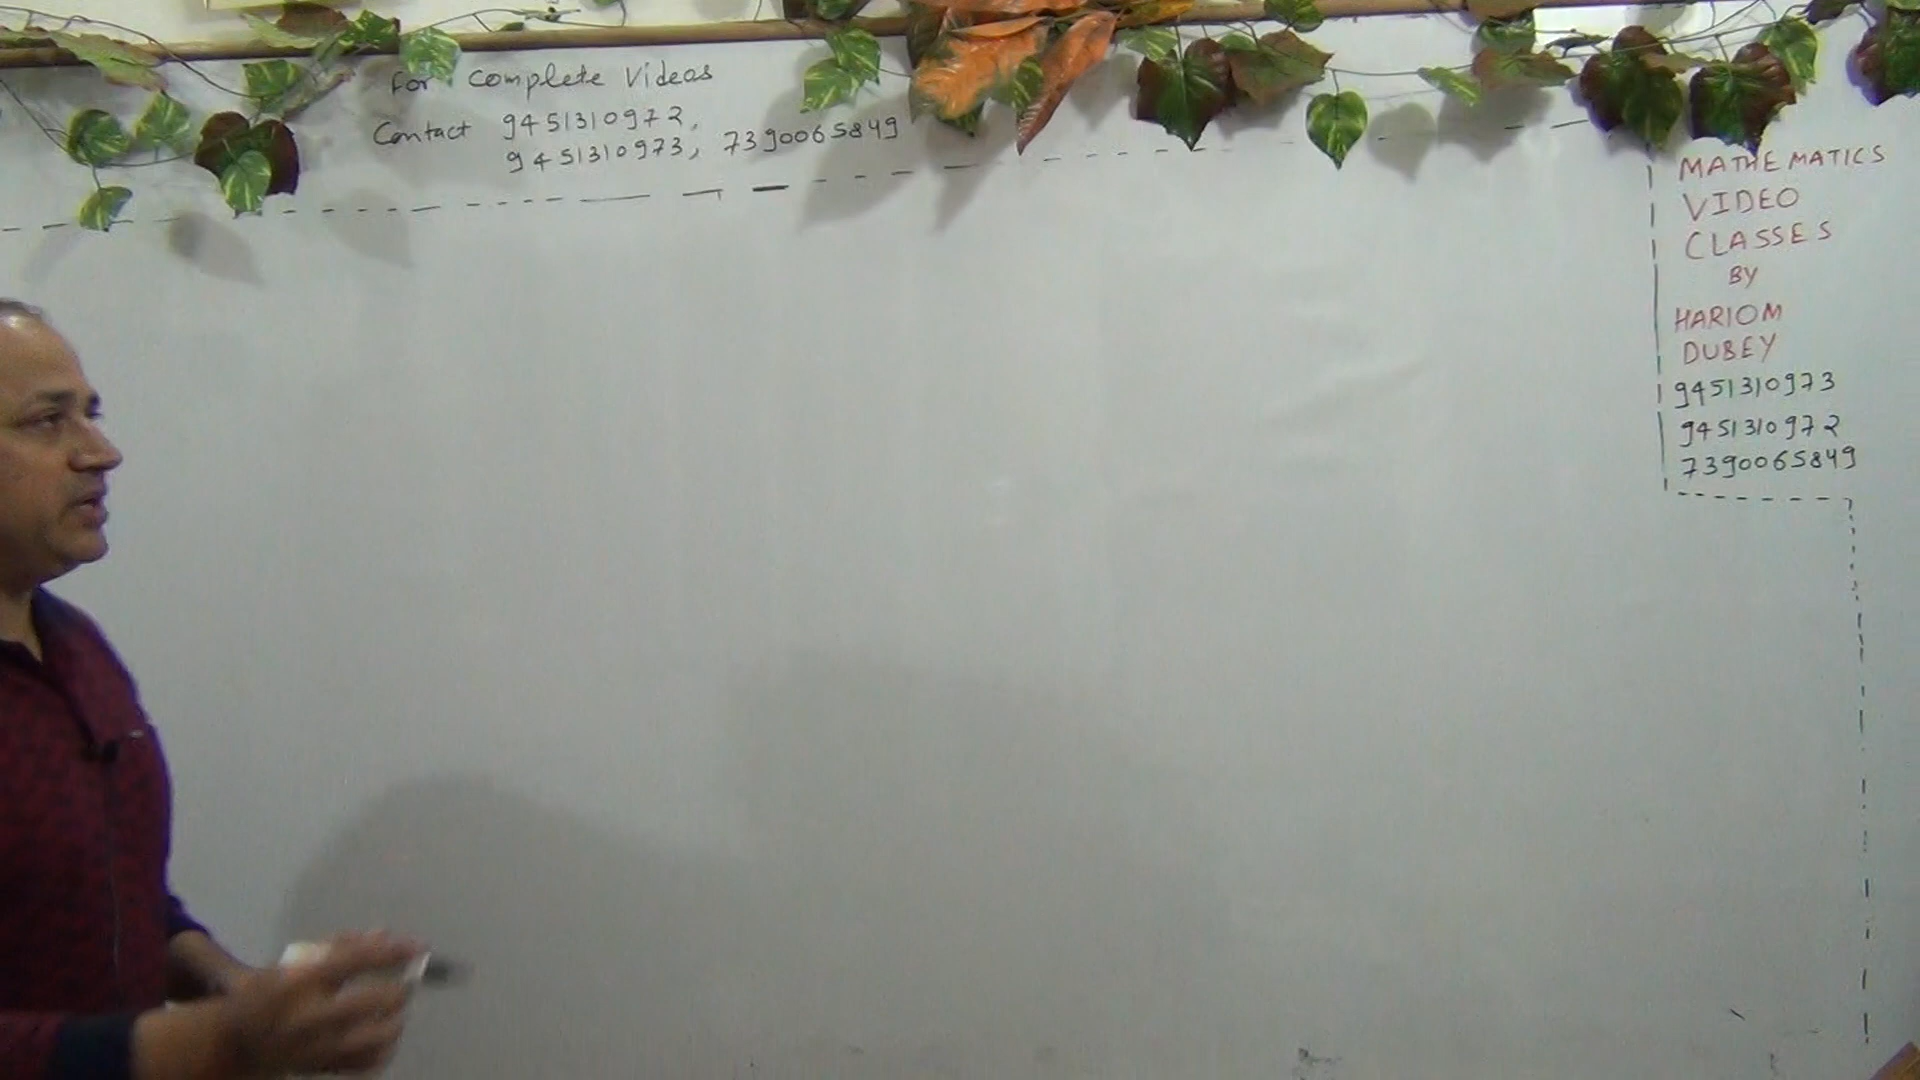 For Complete Videos
Contact 9451310972,
9451310973, 7390065849
MATHEMATICS
VIDEO
CLASSES
BY
HARIOM
DUBEY
9451310973
9451310972
7390065849